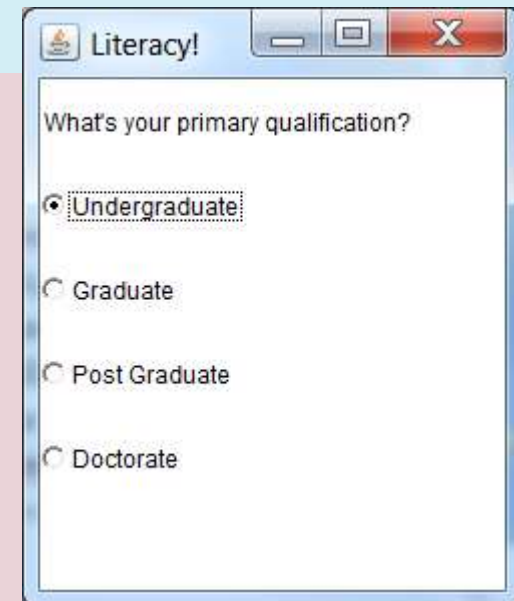 Literacy!
What's your primary qualification?
Undergraduate
Graduate
Post Graduate
Doctorate